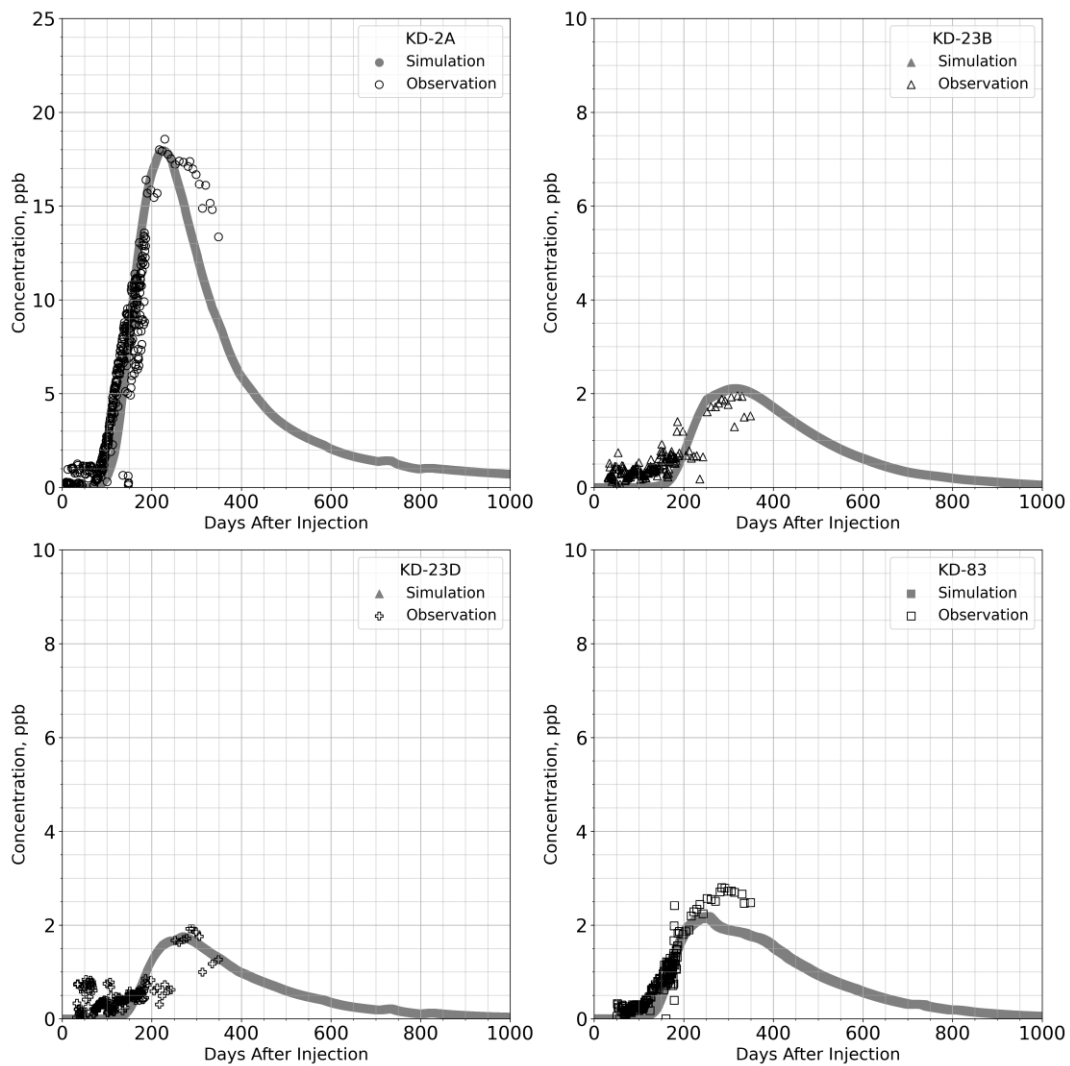 25
20
15
10
5
0
0
200
400
600
800
1000
Concentration, ppb
Days After Injection
KD-2A
Simulation
Observation
10
8
6
4
2
0
0
200
400
600
800
1000
Concentration, ppb
Days After Injection
KD-23B
Simulation
Observation
10
8
6
4
2
0
0
200
400
600
800
1000
Concentration, ppb
Days After Injection
KD-23D
Simulation
Observation
10
8
6
4
2
0
0
200
400
600
800
1000
Concentration, ppb
Days After Injection
KD-83
Simulation
Observation